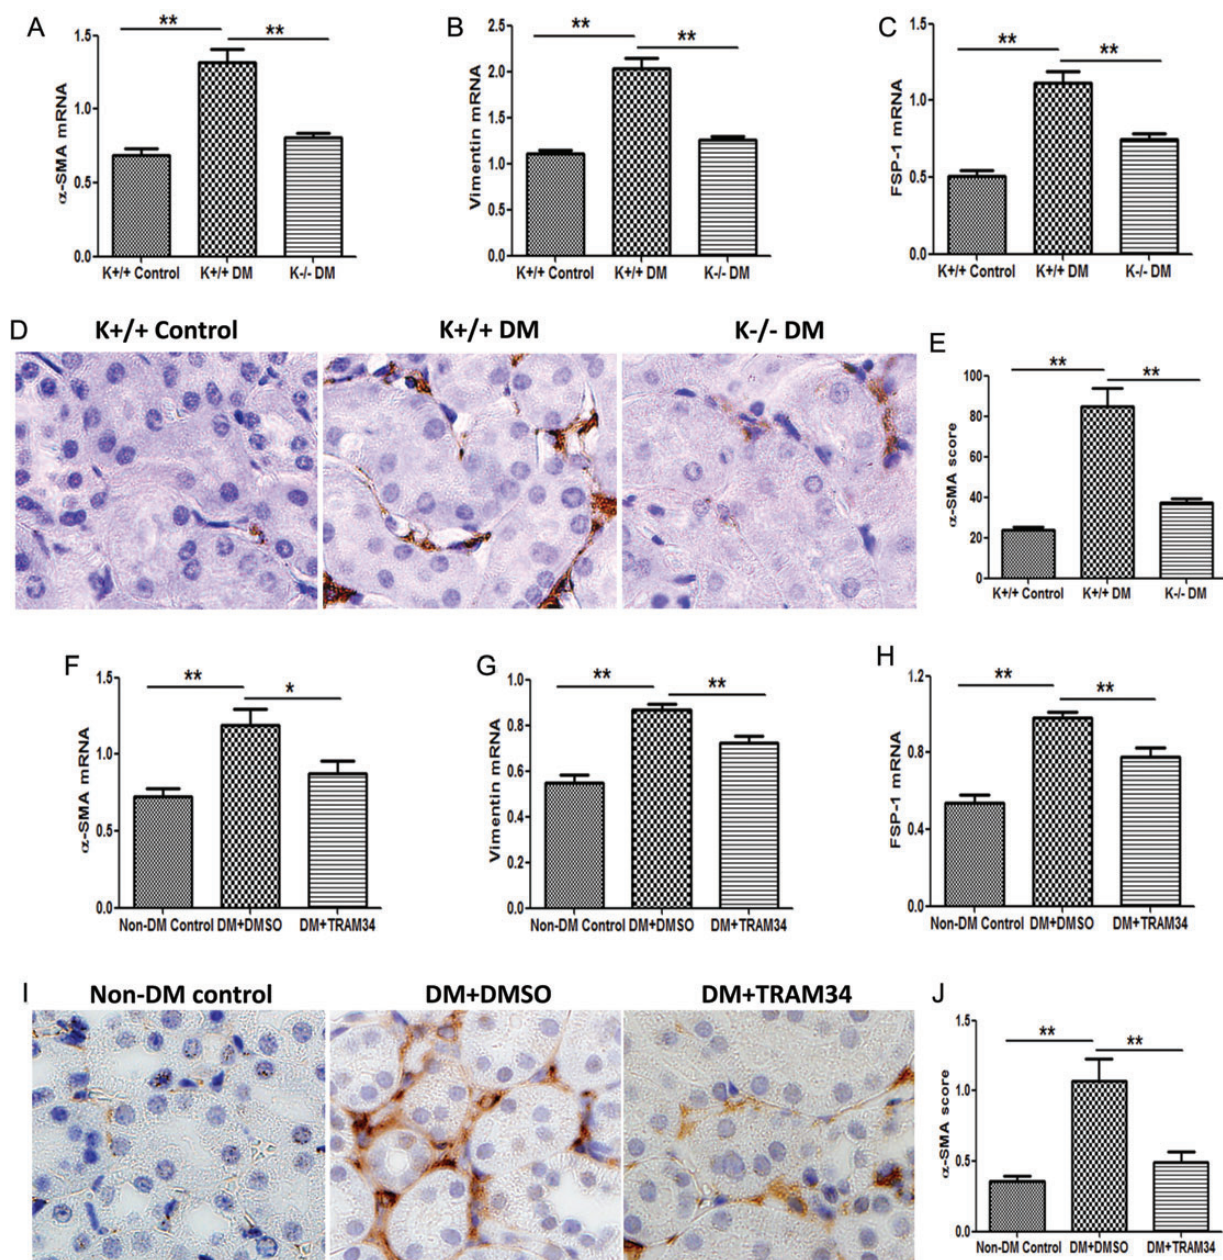 A
α-SMA mRNA
1.5
1.0
0.5
0.0
** **
K+/+ Control K+/+ DM K-/- DM
B
Vimentin mRNA
2.5
2.0
1.5
1.0
0.5
0.0
** **
K+/+ Control K+/+ DM K-/- DM
C
FSP-1 mRNA
1.5
1.0
0.5
0.0
** **
K+/+ Control K+/+ DM K-/- DM
D
K+/+ Control K+/+ DM K-/- DM
E
α-SMA score
100
80
60
40
20
0
** **
K+/+ Control K+/+ DM K-/- DM
F
α-SMA mRNA
1.5
1.0
0.5
0.0
** *
Non-DM Control DM+DMSO DM+TRAM34
G
Vimentin mRNA
1.0
0.8
0.6
0.4
0.2
0.0
** **
Non-DM Control DM+DMSO DM+TRAM34
H
FSP-1 mRNA
1.2
0.8
0.4
0.0
** **
Non-DM Control DM+DMSO DM+TRAM34
I
Non-DM control DM+DMSO DM+TRAM34
J
α-SMA score
1.5
1.0
0.5
0.0
** **
Non-DM Control DM+DMSO DM+TRAM34